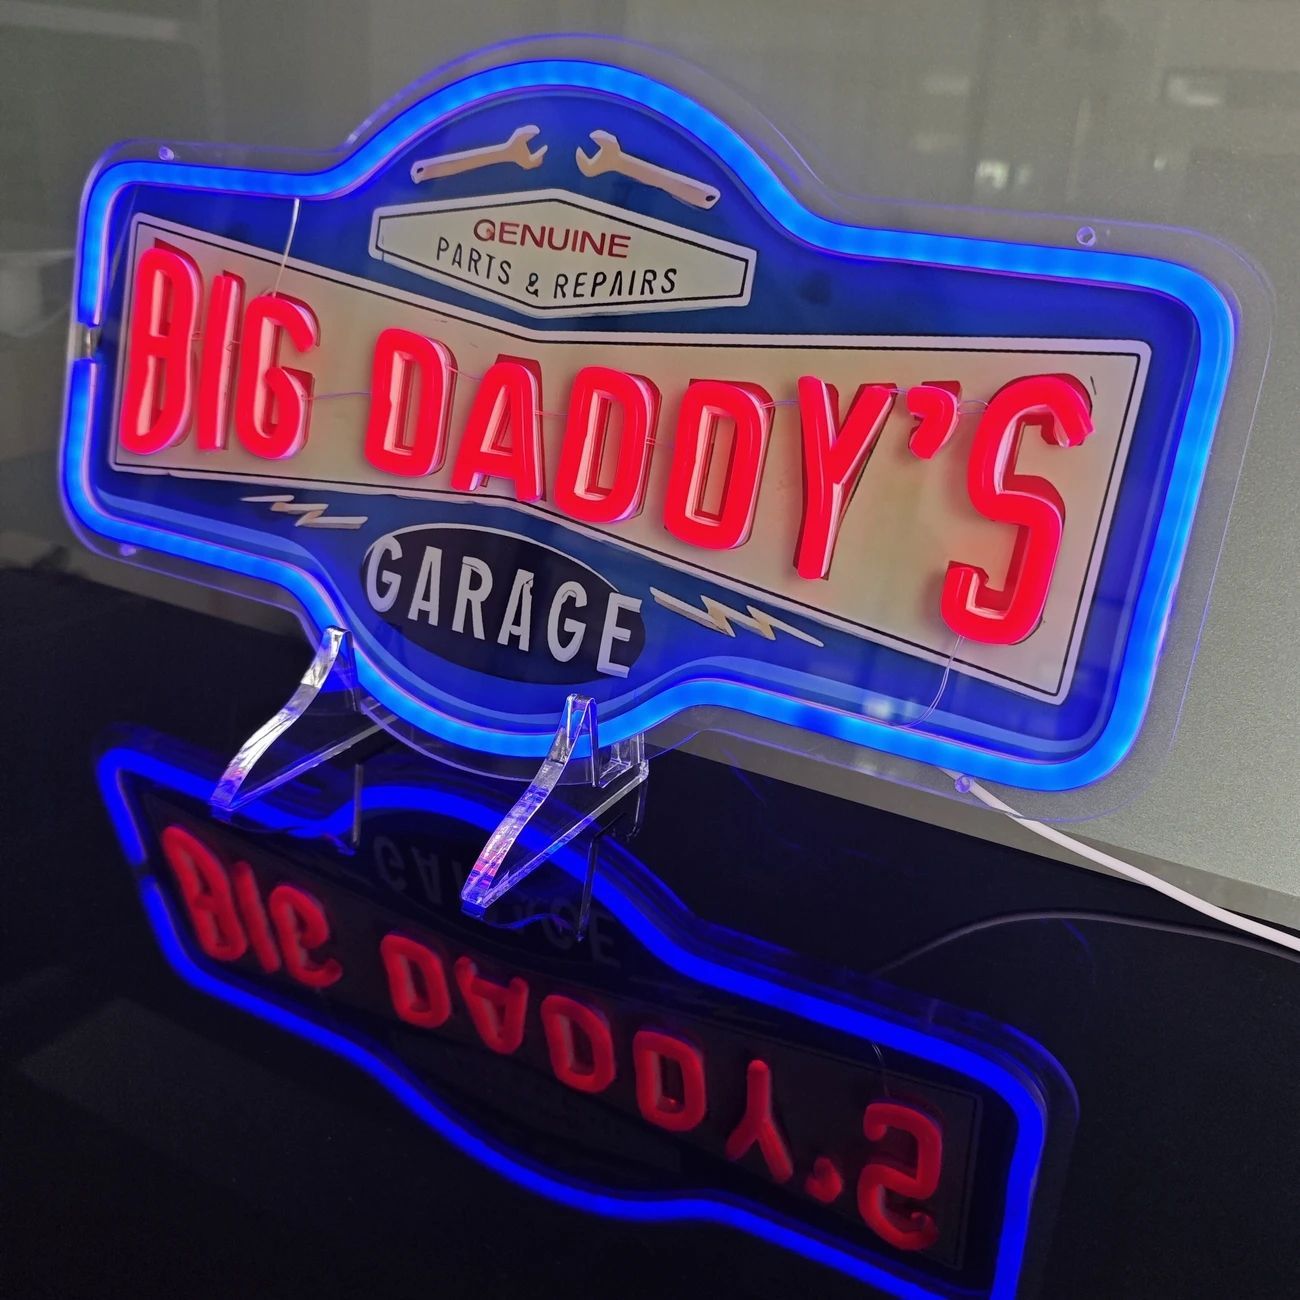 GENUINE
PARTS & REPAIRS
BIG DADDY'S
GARAGE